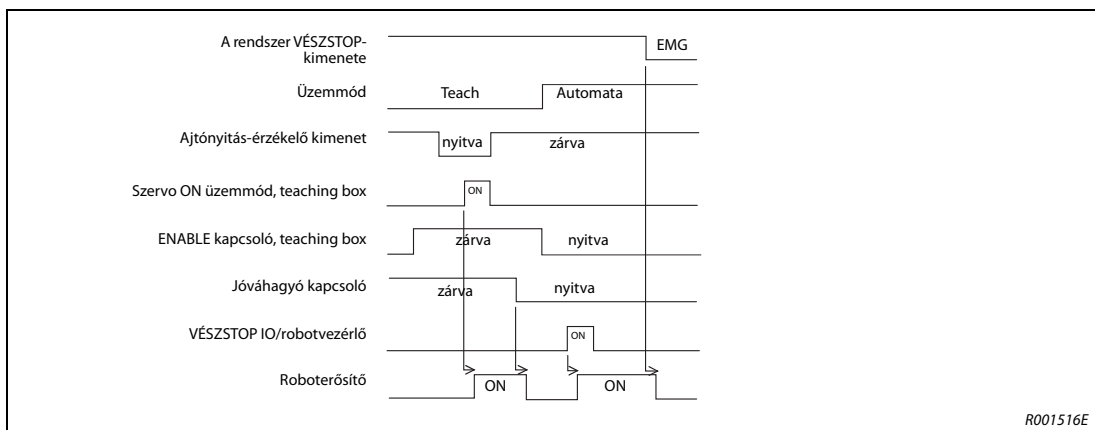 A rendszer VÉSZSTOP-
kimenete
EMG
Üzemmód
Teach
Automata
Ajtónyitás-érzékelő kimenet
nyitva
zárva
Szervo ON üzemmód, teaching box
ON
ENABLE kapcsoló, teaching box
zárva
nyitva
Jóváhagyó kapcsoló
zárva
nyitva
VÉSZSTOP IO/robotvezérlő
ON
Roboterősítő
ON
ON
R001516E